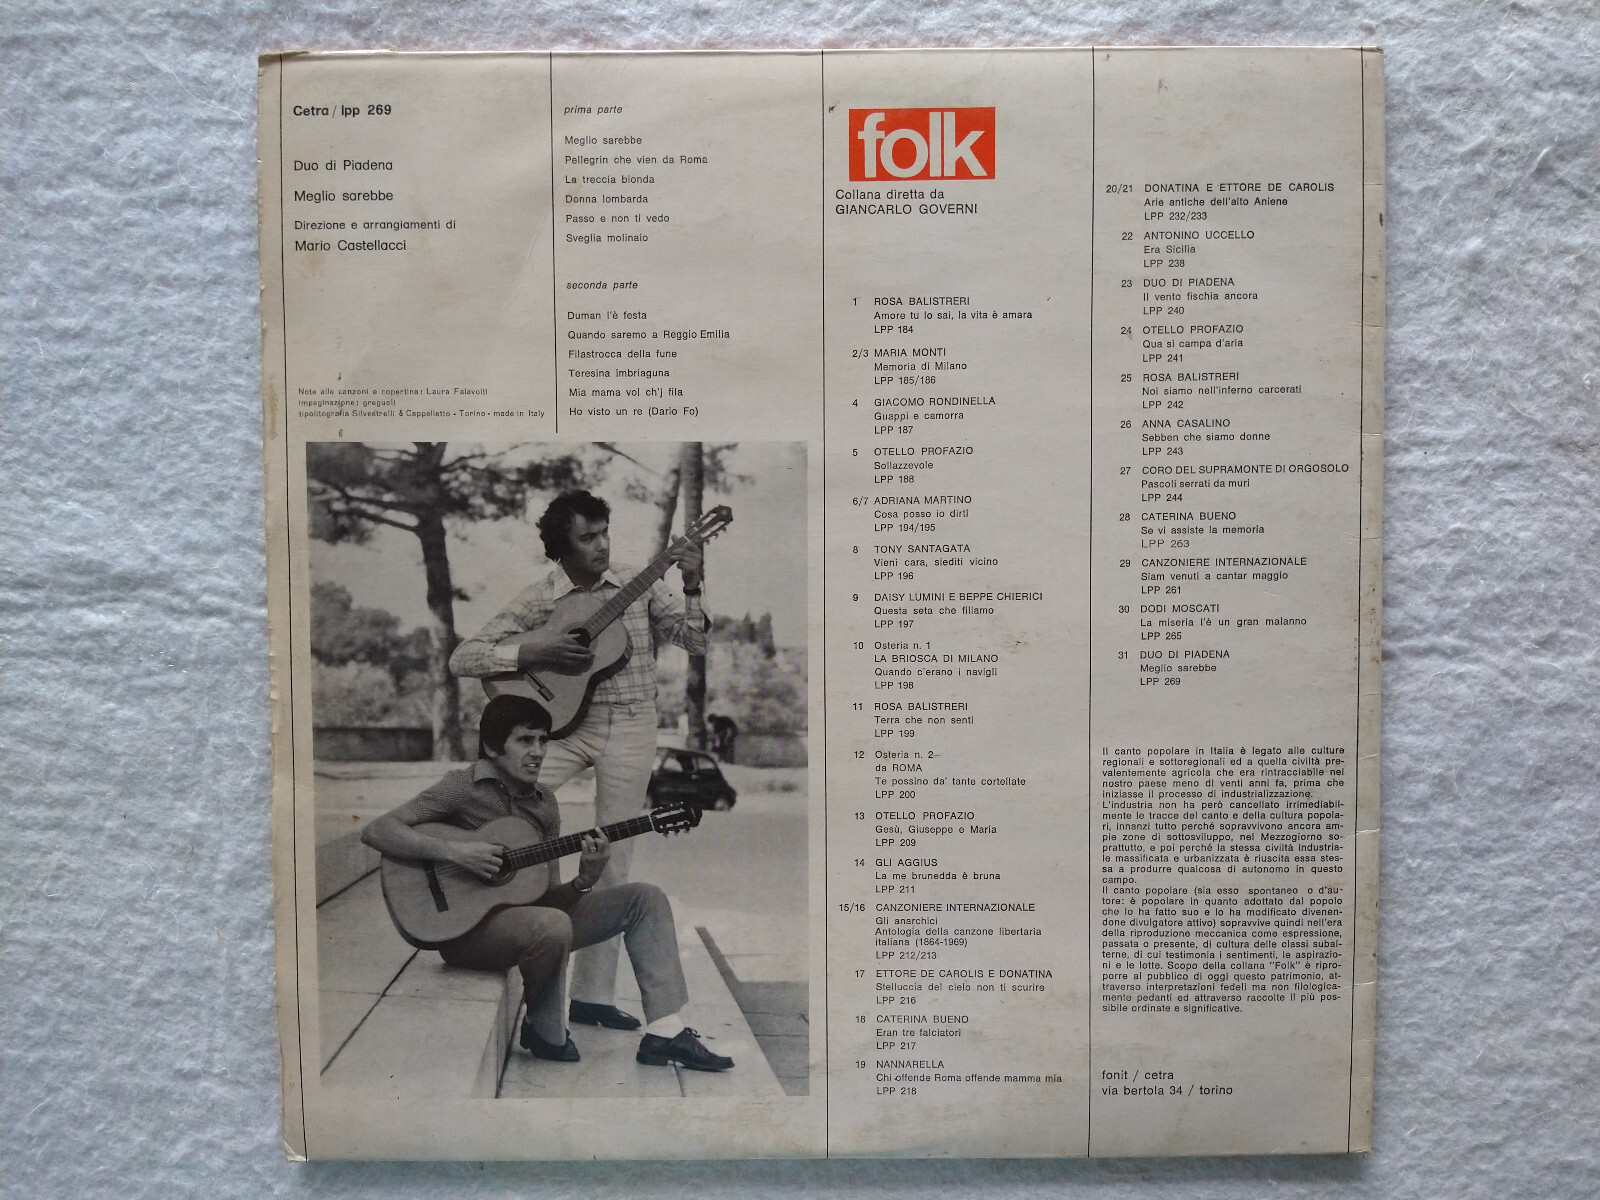 Cetra / lpp 269
Duo di Piadena
Meglio sarebbe
Direzione e arrangiamenti di
Mario Castellacci
Note alle canzoni e copertina: Laura Falavolti
impaginazione: greguoli
tipolitografia Silvestrelli & Cappelletto - Torino - made in Italy
prima parte
Meglio sarebbe
Pellegrin che vien da Roma
La treccia bionda
Donna lombarda
Passo e non ti vedo
Sveglia molinaio
seconda parte
Duman l'è festa
Quando saremo a Reggio Emilia
Filastrocca della fune
Teresina imbriaguna
Mia mama vol ch'j fila
Ho visto un re (Dario Fo)
folk
Collana diretta da
GIANCARLO GOVERNI
1 ROSA BALISTRERI
Amore tu lo sai, la vita è amara
LPP 184
2/3 MARIA MONTI
Memoria di Milano
LPP 185/186
4 GIACOMO RONDINELLA
Guappi e camorra
LPP 187
5 OTELLO PROFAZIO
Sollazzevole
LPP 188
6/7 ADRIANA MARTINO
Cosa posso io dirti
LPP 194/195
8 TONY SANTAGATA
Vieni cara, siediti vicino
LPP 196
9 DAISY LUMINI E BEPPE CHIERICI
Questa seta che filiamo
LPP 197
10 Osteria n. 1
LA BRIOSCA DI MILANO
Quando c'erano i navigli
LPP 198
11 ROSA BALISTRERI
Terra che non senti
LPP 199
12 Osteria n. 2
da ROMA
Te possino da' tante cortellate
LPP 200
13 OTELLO PROFAZIO
Gesù, Giuseppe e Maria
LPP 209
14 GLI AGGIUS
La me brunedda è bruna
LPP 211
15/16 CANZONIERE INTERNAZIONALE
Gli anarchici
Antologia della canzone libertaria
italiana (1864-1969)
LPP 212/213
17 ETTORE DE CAROLIS E DONATINA
Stelluccia del cielo non ti scurire
LPP 216
18 CATERINA BUENO
Eran tre falciatori
LPP 217
19 NANNARELLA
Chi offende Roma offende mamma mia
LPP 218
20/21 DONATINA E ETTORE DE CAROLIS
Arie antiche dell'alto Aniene
LPP 232/233
22 ANTONINO UCCELLO
Era Sicilia
LPP 238
23 DUO DI PIADENA
Il vento fischia ancora
LPP 240
24 OTELLO PROFAZIO
Qua si campa d'aria
LPP 241
25 ROSA BALISTRERI
Noi siamo nell'inferno carcerati
LPP 242
26 ANNA CASALINO
Sebben che siamo donne
LPP 243
27 CORO DEL SUPRAMONTE DI ORGOSOLO
Pascoli serrati da muri
LPP 244
28 CATERINA BUENO
Se vi assiste la memoria
LPP 263
29 CANZONIERE INTERNAZIONALE
Siam venuti a cantar maggio
LPP 261
30 DODI MOSCATI
La miseria l'è un gran malanno
LPP 265
31 DUO DI PIADENA
Meglio sarebbe
LPP 269
Il canto popolare in Italia è legato alle culture
regionali e sottoregionali ed a quella civiltà pre-
valentemente agricola che era rintracciabile nel
nostro paese meno di venti anni fa, prima che
iniziasse il processo di industrializzazione.
L'industria non ha però cancellato irrimediabil-
mente le tracce del canto e della cultura popola-
ri, innanzi tutto perché sopravvivono ancora am-
pie zone di sottosviluppo, nel Mezzogiorno so-
prattutto, e poi perché la stessa civiltà industria-
le massificata e urbanizzata è riuscita essa stes-
sa a produrre qualcosa di autonomo in questo
campo.
Il canto popolare (sia esso spontaneo o d'au-
tore: è popolare in quanto adottato dal popolo
che lo ha fatto suo e lo ha modificato divenen-
done divulgatore attivo) sopravvive quindi nell'era
della riproduzione meccanica come espressione,
passata o presente, di cultura delle classi subal-
terne, di cui testimonia i sentimenti, le aspirazio-
ni e le lotte. Scopo della collana "Folk" è ripro-
porre al pubblico di oggi questo patrimonio, at-
traverso interpretazioni fedeli ma non filologica-
mente pedanti ed attraverso raccolte il più pos-
sibile ordinate e significative.
fonit / cetra
via bertola 34 / torino